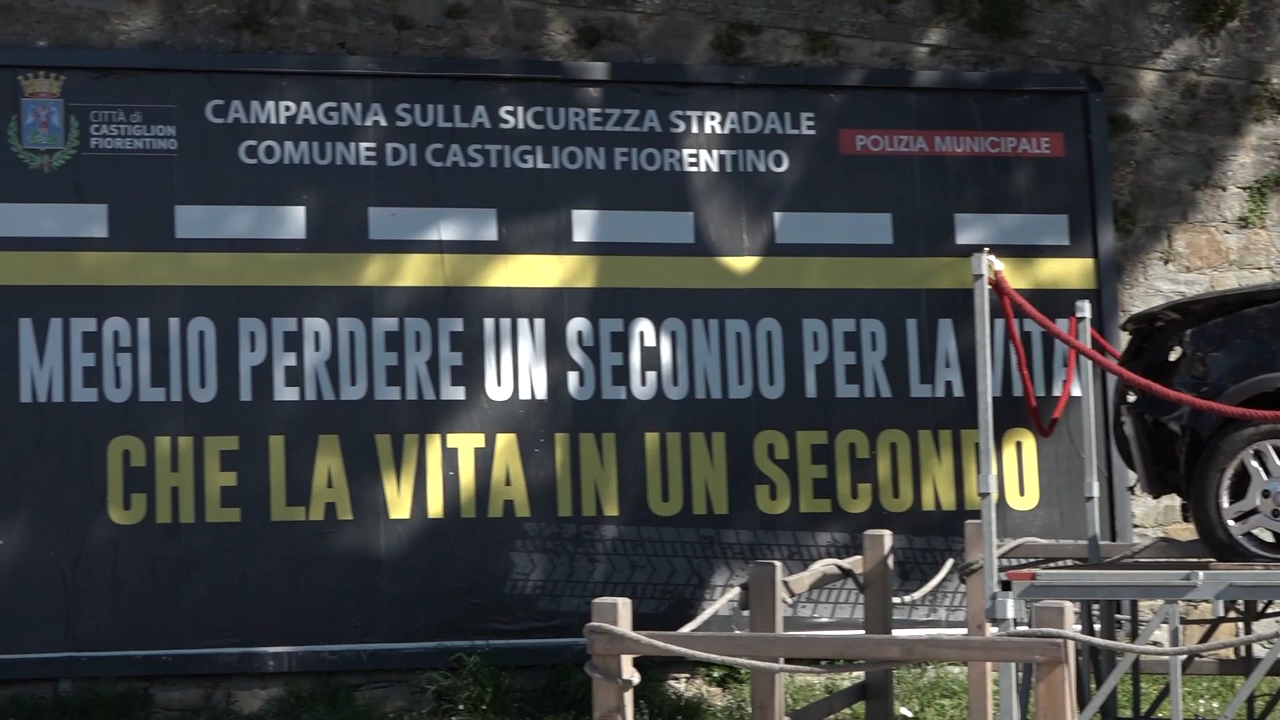 CITTÀ di
CASTIGLION
FIORENTINO
CAMPAGNA SULLA SICUREZZA STRADALE
COMUNE DI CASTIGLION FIORENTINO
POLIZIA MUNICIPALE
MEGLIO PERDERE UN SECONDO PER LA VITA
CHE LA VITA IN UN SECONDO